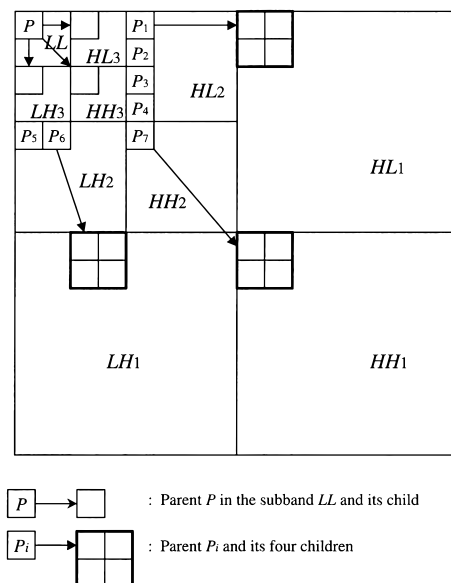 P
P1
LL
HL3
P2
HL2
P3
LH3
HH3
P4
P5
P6
P7
HL1
LH2
HH2
LH1
HH1
P : Parent P in the subband LL and its child
Pi : Parent Pi and its four children